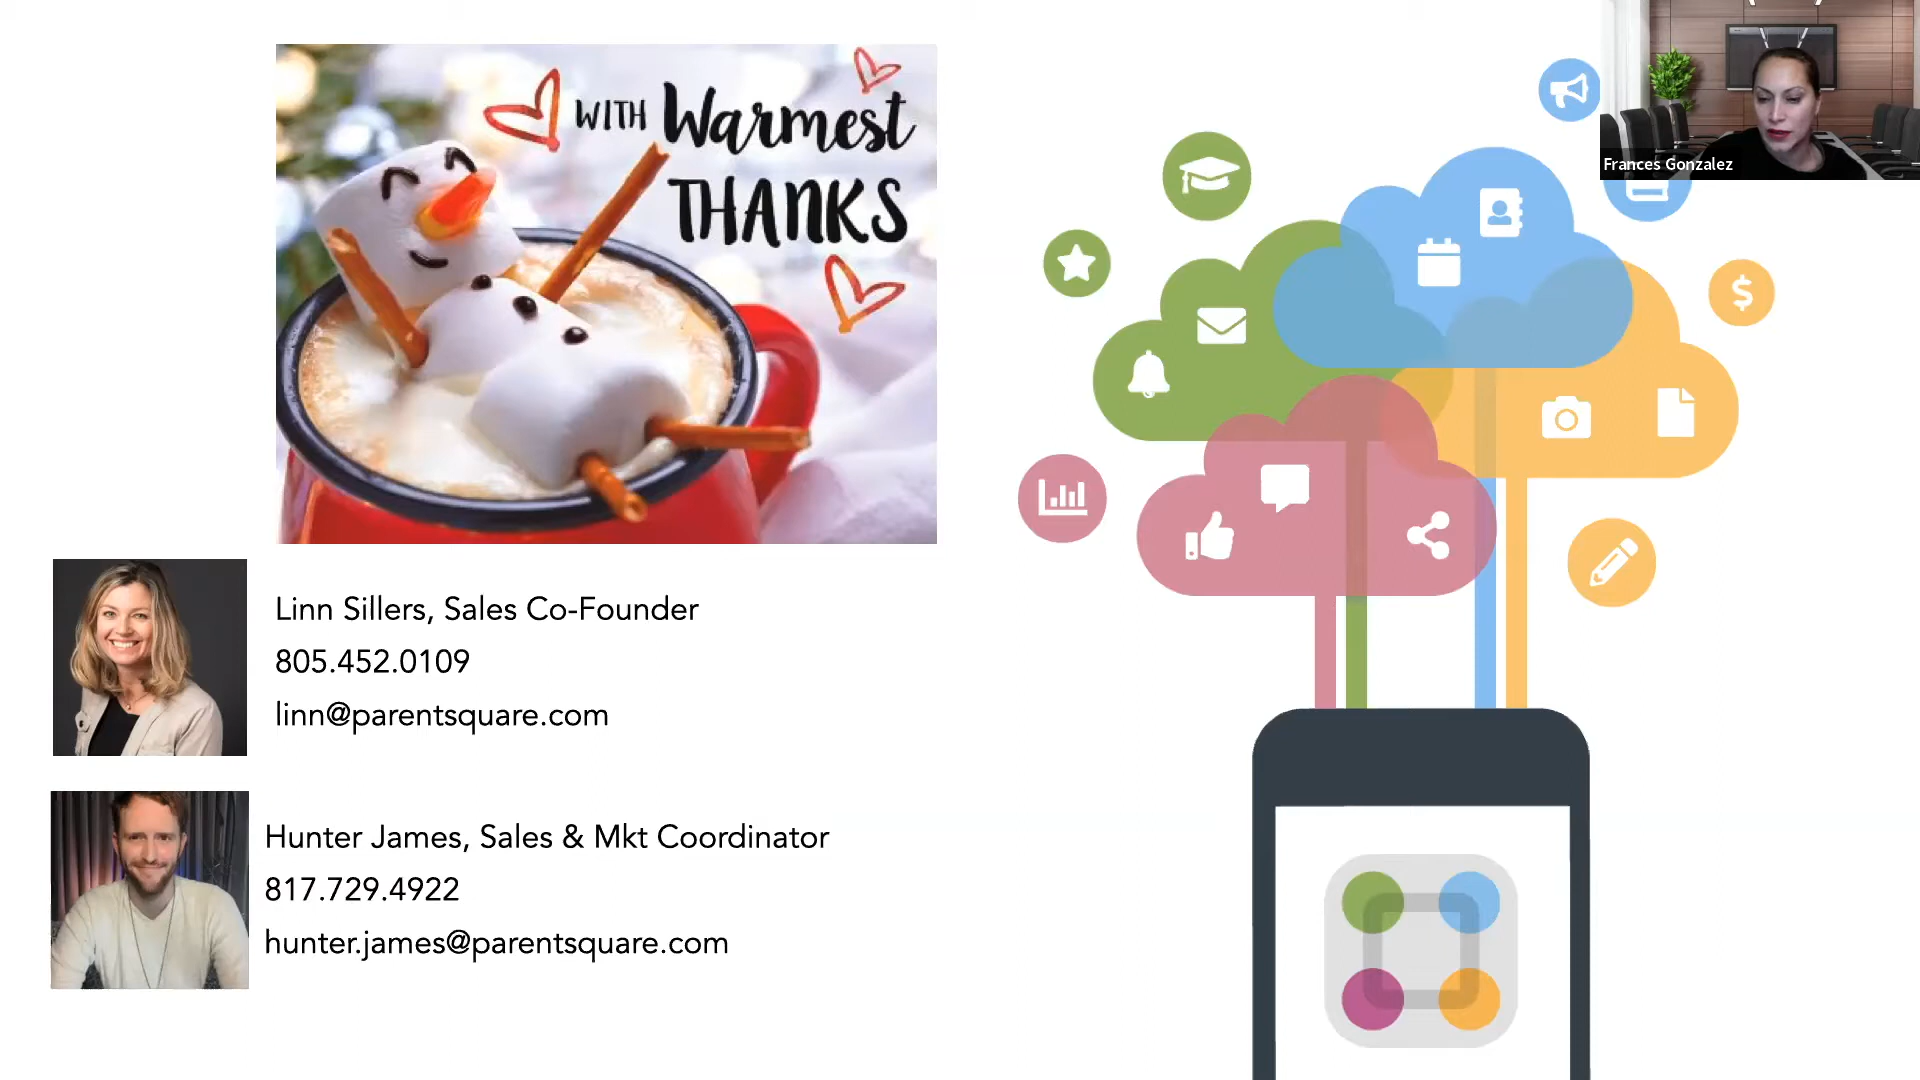 WITH Warmest
THANKS
Frances Gonzalez
Linn Sillers, Sales Co-Founder
805.452.0109
linn@parentsquare.com
Hunter James, Sales & Mkt Coordinator
817.729.4922
hunter.james@parentsquare.com